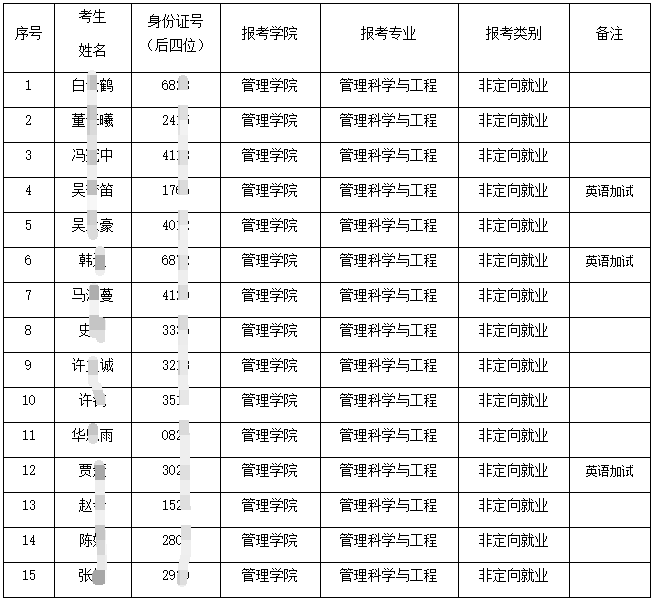 序号 考生姓名 身份证号（后四位） 报考学院 报考专业 报考类别 备注
1 白 鹤 68 管理学院 管理科学与工程 非定向就业
2 董 曦 24 管理学院 管理科学与工程 非定向就业
3 冯 中 41 管理学院 管理科学与工程 非定向就业
4 吴 苗 17 管理学院 管理科学与工程 非定向就业 英语加试
5 吴 豪 40 管理学院 管理科学与工程 非定向就业
6 韩 68 管理学院 管理科学与工程 非定向就业 英语加试
7 马 蔓 41 管理学院 管理科学与工程 非定向就业
8 史 33 管理学院 管理科学与工程 非定向就业
9 许 诚 32 管理学院 管理科学与工程 非定向就业
10 许 35 管理学院 管理科学与工程 非定向就业
11 华 雨 08 管理学院 管理科学与工程 非定向就业
12 贾 30 管理学院 管理科学与工程 非定向就业 英语加试
13 赵 15 管理学院 管理科学与工程 非定向就业
14 陈 28 管理学院 管理科学与工程 非定向就业
15 张 29 管理学院 管理科学与工程 非定向就业